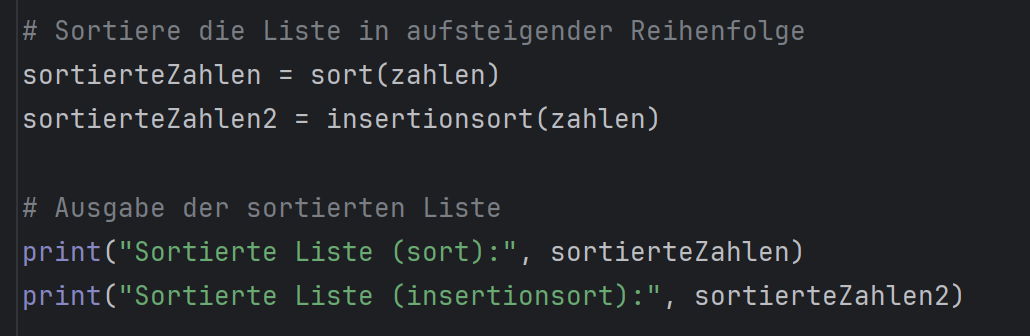 # Sortiere die Liste in aufsteigender Reihenfolge
sortierteZahlen = sort(zahlen)
sortierteZahlen2 = insertionsort(zahlen)
# Ausgabe der sortierten Liste
print("Sortierte Liste (sort):", sortierteZahlen)
print("Sortierte Liste (insertionsort):", sortierteZahlen2)